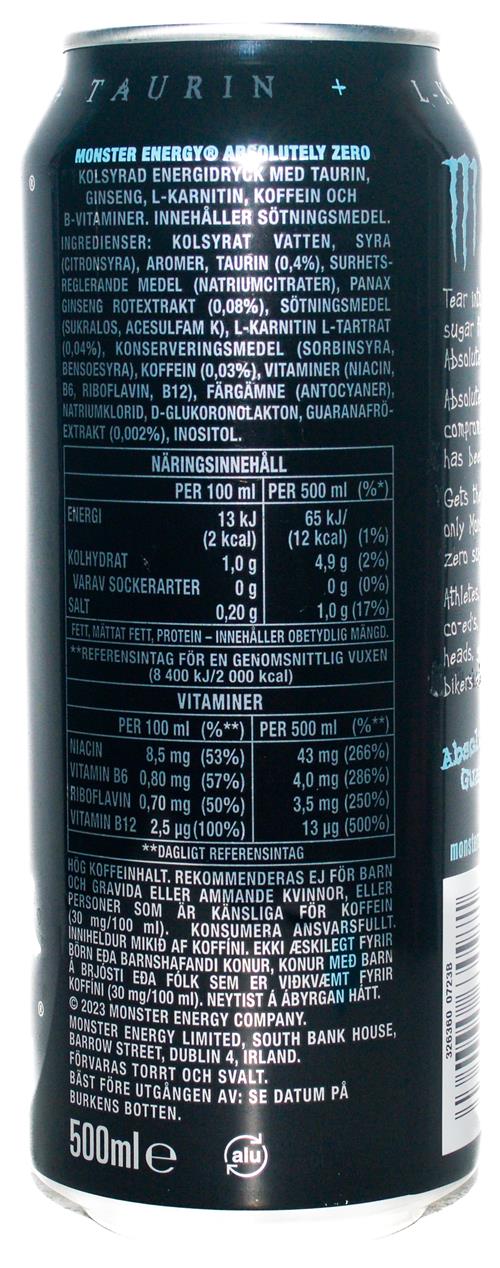 TAURIN + L-K
MONSTER ENERGY® ABSOLUTELY ZERO
KOLSYRAD ENERGIDRYCK MED TAURIN,
GINSENG, L-KARNITIN, KOFFEIN OCH
B-VITAMINER. INNEHÅLLER SÖTNINGSMEDEL.
INGREDIENSER: KOLSYRAT VATTEN, SYRA
(CITRONSYRA), AROMER, TAURIN (0,4%), SURHETS-
REGLERANDE MEDEL (NATRIUMCITRATER), PANAX
GINSENG ROTEXTRAKT (0,08%), SÖTNINGSMEDEL
(SUKRALOS, ACESULFAM K), L-KARNITIN L-TARTRAT
(0,04%), KONSERVERINGSMEDEL (SORBINSYRA,
BENSOESYRA), KOFFEIN (0,03%), VITAMINER (NIACIN,
B6, RIBOFLAVIN, B12), FÄRGÄMNE (ANTOCYANER),
NATRIUMKLORID, D-GLUKORONOLAKTON, GUARANAFRÖ-
EXTRAKT (0,002%), INOSITOL.
NÄRINGSINNEHÅLL
PER 100 ml PER 500 ml (%*)
ENERGI 13 kJ 65 kJ/
(2 kcal) (12 kcal) (1%)
KOLHYDRAT 1,0 g 4,9 g (2%)
VARAV SOCKERARTER 0 g 0 g (0%)
SALT 0,20 g 1,0 g (17%)
FETT, MÄTTAT FETT, PROTEIN – INNEHÅLLER OBETYDLIG MÄNGD.
**REFERENSINTAG FÖR EN GENOMSNITTLIG VUXEN
(8 400 kJ/2 000 kcal)
VITAMINER
PER 100 ml (%**) PER 500 ml (%**)
NIACIN 8,5 mg (53%) 43 mg (266%)
VITAMIN B6 0,80 mg (57%) 4,0 mg (286%)
RIBOFLAVIN 0,70 mg (50%) 3,5 mg (250%)
VITAMIN B12 2,5 µg (100%) 13 µg (500%)
**DAGLIGT REFERENSINTAG
HÖG KOFFEINHALT. REKOMMENDERAS EJ FÖR BARN
OCH GRAVIDA ELLER AMMANDE KVINNOR, ELLER
PERSONER SOM ÄR KÄNSLIGA FÖR KOFFEIN
(30 mg/100 ml). KONSUMERA ANSVARSFULLT.
INNIHELDUR MIKIÐ AF KOFFÍNI. EKKI ÆSKILEGT FYRIR
BÖRN EÐA BARNSHAFANDI KONUR, KONUR MEÐ BARN
Á BRJÓSTI EÐA FÓLK SEM ER VIÐKVÆMT FYRIR
KOFFÍNI (30 mg/100 ml). NEYTIST Á ÁBYRGAN HÁTT.
© 2023 MONSTER ENERGY COMPANY.
MONSTER ENERGY LIMITED, SOUTH BANK HOUSE,
BARROW STREET, DUBLIN 4, IRLAND.
FÖRVARAS TORRT OCH SVALT.
BÄST FÖRE UTGÅNGEN AV: SE DATUM PÅ
BURKENS BOTTEN.
500ml e
alu
Tear
sugar
Absolute
Absolute
has
Gets
only
zero
Athletes,
co-ed's,
heads,
bikers
326360 0723B